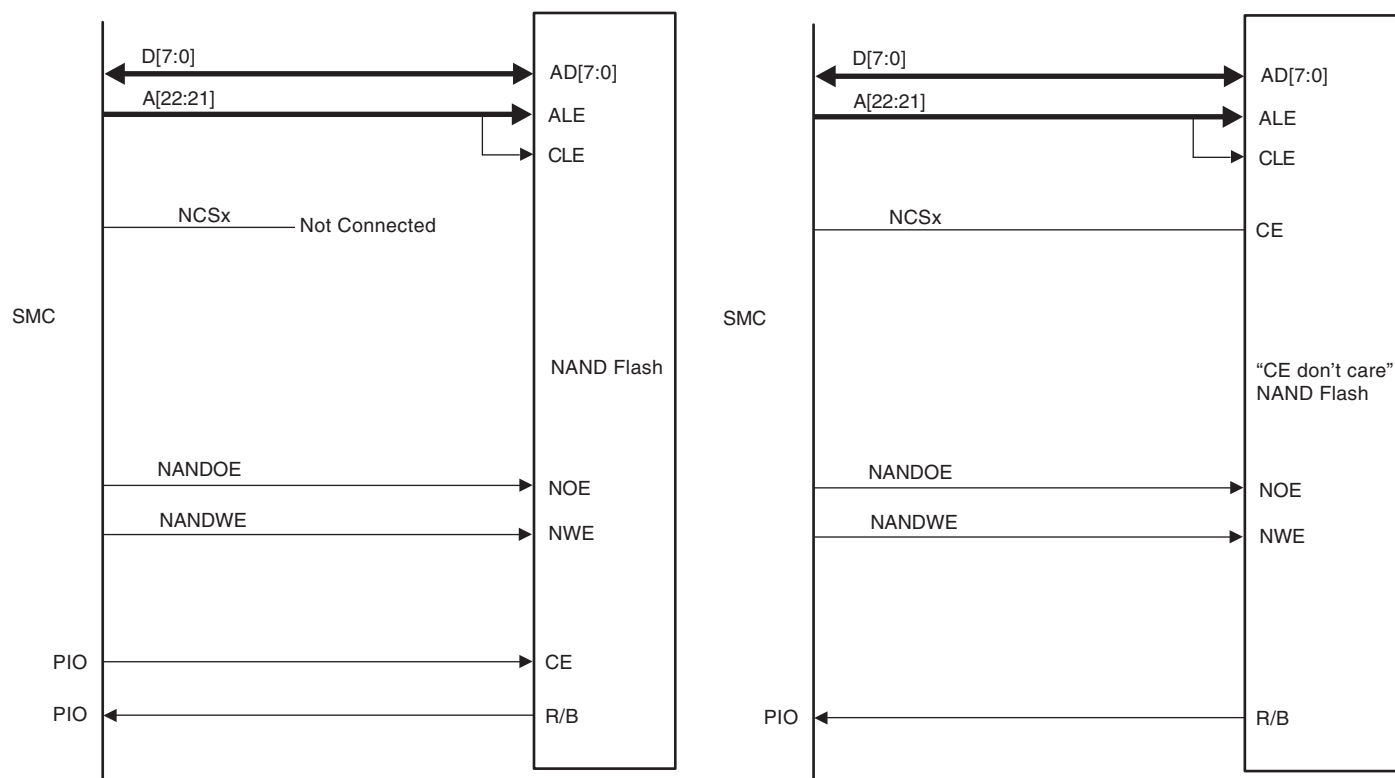 D[7:0]
AD[7:0]
A[22:21]
ALE
CLE
NCSx
Not Connected
SMC
NAND Flash
NANDOE
NOE
NANDWE
NWE
PIO
CE
PIO
R/B
D[7:0]
AD[7:0]
A[22:21]
ALE
CLE
NCSx
CE
SMC
“CE don’t care”
NAND Flash
NANDOE
NOE
NANDWE
NWE
PIO
R/B